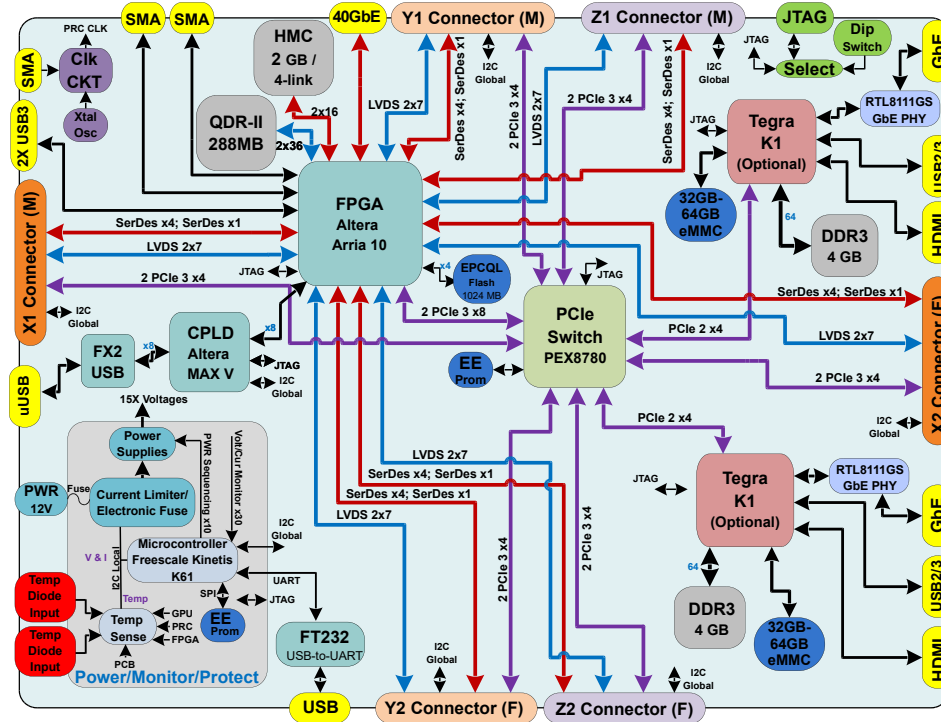 SMA
SMA
40GbE
Y1 Connector (M)
Z1 Connector (M)
JTAG
Dip
Switch
Select
JTAG
GbE
PRC CLK
Clk
CKT
SMA
Xtal
Osc
2X USB3
HMC
2 GB /
4-link
QDR-II
288MB
2x16
2x36
LVDS 2x7
SerDes x4; SerDes x1
I2C
Global
2 PCIe 3 x4
LVDS 2x7
2 PCIe 3 x4
SerDes x4; SerDes x1
I2C
Global
RTL8111GS
GbE PHY
Tegra
K1
(Optional)
JTAG
USB2/3
32GB-
64GB
eMMC
64
DDR3
4 GB
HDMI
X1 Connector (M)
SerDes x4; SerDes x1
LVDS 2x7
JTAG
2 PCIe 3 x4
I2C
Global
FPGA
Altera
Arria 10
x4
EPCQL
Flash
1024 MB
2 PCIe 3 x8
JTAG
PCIe
Switch
PEX8780
EE
Prom
PCIe 2 x4
SerDes x4; SerDes x1
LVDS 2x7
2 PCIe 3 x4
X2 Connector (F)
I2C
Global
uUSB
FX2
USB
x8
CPLD
Altera
MAX V
x8
JTAG
I2C
Global
15X Voltages
Power
Supplies
PWR
12V
Fuse
Current Limiter/
Electronic Fuse
PWR Sequencing x10
Volt/Cur Monitor x30
V & I
I2C Local
Temp
Microcontroller
Freescale Kinetis
K61
I2C
Global
UART
SPI
JTAG
EE
Prom
Temp
Diode
Input
Temp
Diode
Input
Temp
Sense
GPU
PRC
FPGA
PCB
Power/Monitor/Protect
FT232
USB-to-UART
USB
LVDS 2x7
SerDes x4; SerDes x1
SerDes x4; SerDes x1
LVDS 2x7
2 PCIe 3 x4
2 PCIe 3 x4
I2C
Global
Y2 Connector (F)
I2C
Global
Z2 Connector (F)
PCIe 2 x4
JTAG
Tegra
K1
(Optional)
RTL8111GS
GbE PHY
GbE
64
DDR3
4 GB
32GB-
64GB
eMMC
USB2/3
HDMI